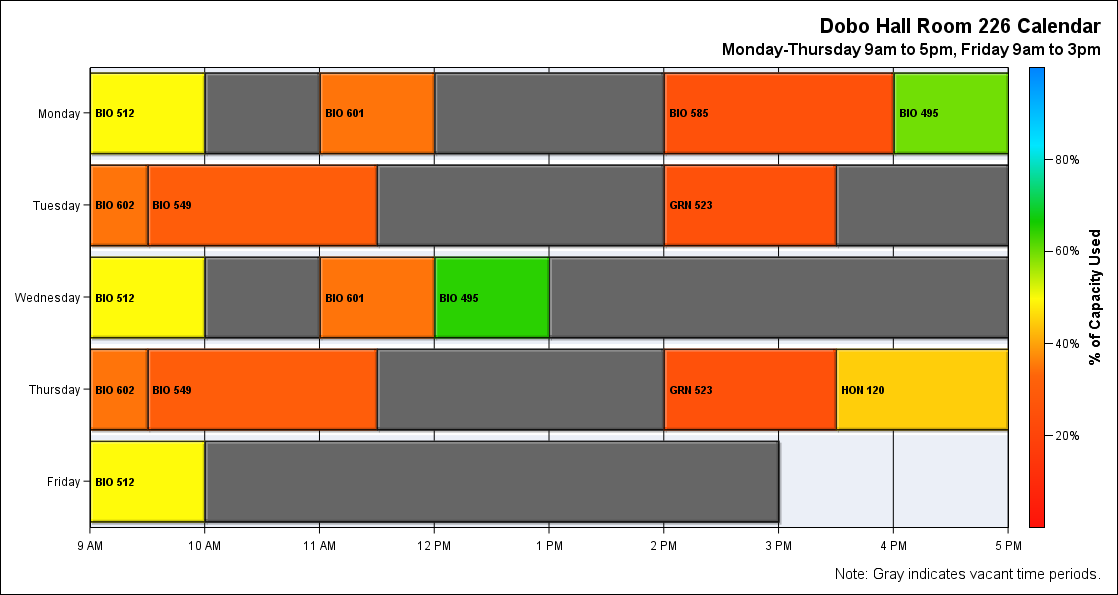 Dobo Hall Room 226 Calendar
Monday-Thursday 9am to 5pm, Friday 9am to 3pm
Monday
BIO 512
BIO 601
BIO 585
BIO 495
Tuesday
BIO 602
BIO 549
GRN 523
Wednesday
BIO 512
BIO 601
BIO 495
Thursday
BIO 602
BIO 549
GRN 523
HON 120
Friday
BIO 512
9 AM
10 AM
11 AM
12 PM
1 PM
2 PM
3 PM
4 PM
5 PM
80%
60%
40%
20%
% of Capacity Used
Note: Gray indicates vacant time periods.